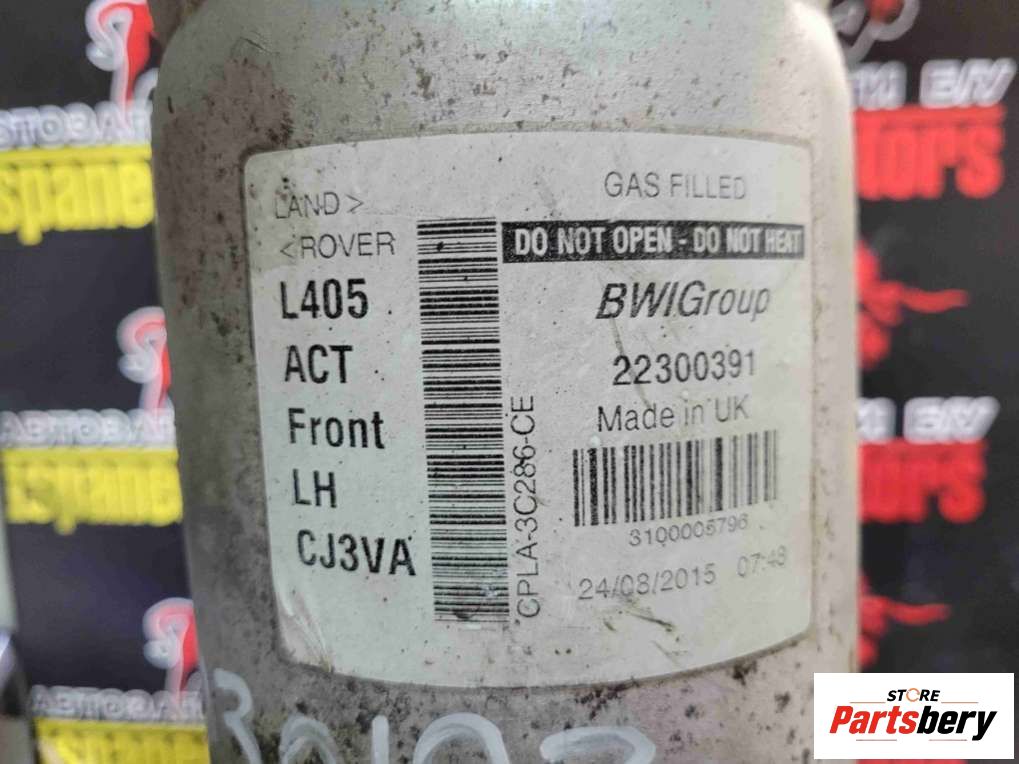 LAND >
< ROVER
L405
ACT
Front
LH
CJ3VA
CPLA-3C286-CE
GAS FILLED
DO NOT OPEN - DO NOT HEAT
BWIGroup
22300391
Made in UK
3100005796
24/08/2015 07:48
STORE
Partsbery